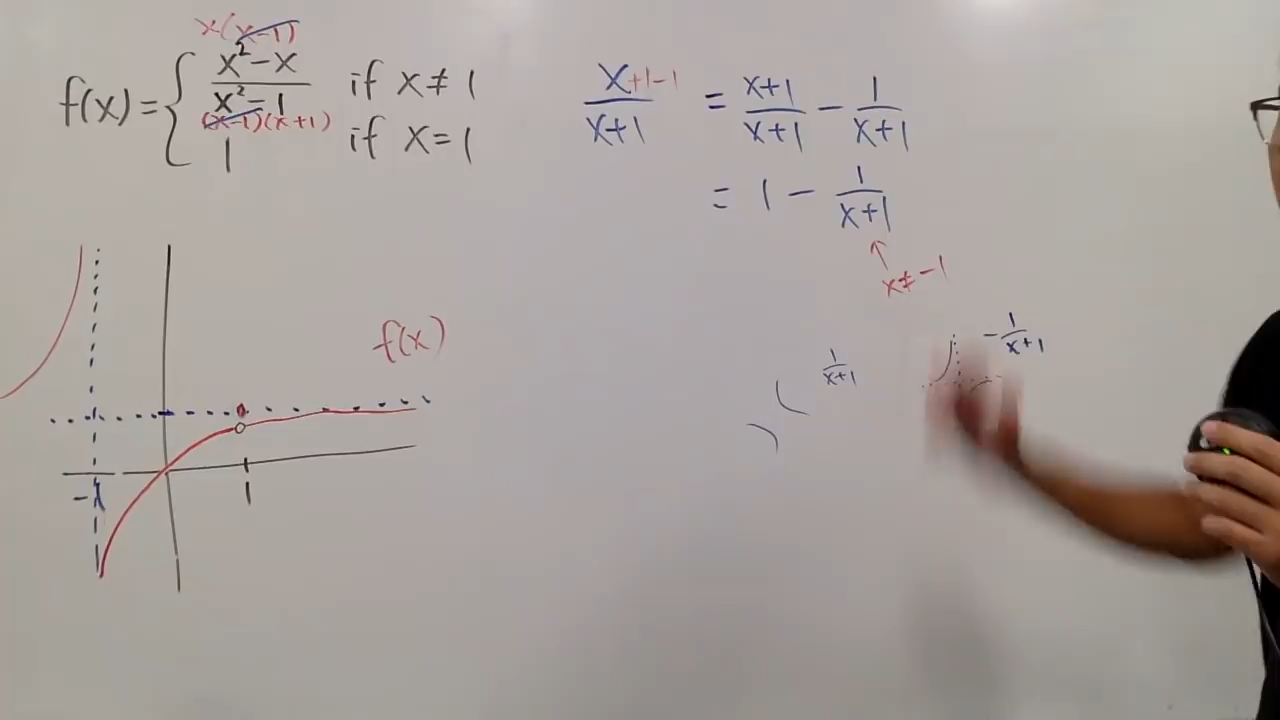 x(x-1)
f(x) = { x²-x / x²-1 if x ≠ 1
(x-1)(x+1)
1 if x = 1
x+1-1 / x+1 = x+1 / x+1 - 1 / x+1
= 1 - 1 / x+1
x ≠ -1
f(x)
1 / x+1
- 1 / x+1
-1
1